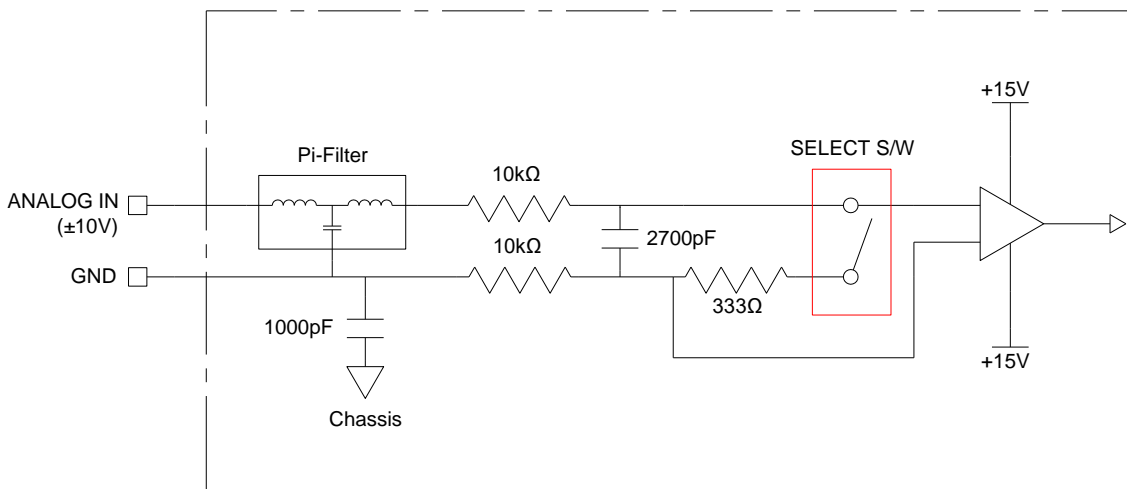 +15V
Pi-Filter
SELECT S/W
10kΩ
ANALOG IN
(±10V)
2700pF
10kΩ
GND
333Ω
1000pF
+15V
Chassis